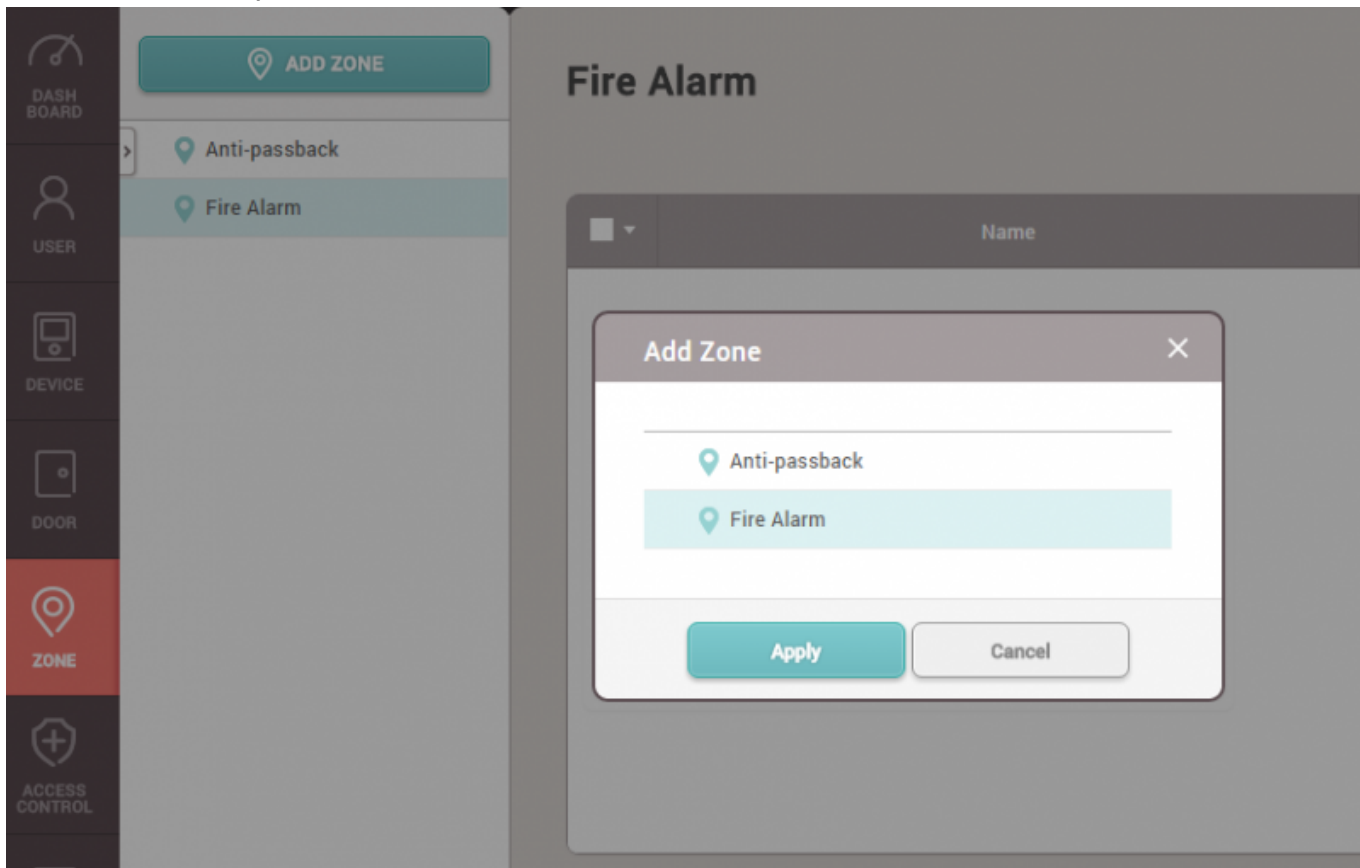 DASH
BOARD
USER
DEVICE
DOOR
ZONE
ACCESS
CONTROL
ADD ZONE
Anti-passback
Fire Alarm
Fire Alarm
Name
Add Zone
Anti-passback
Fire Alarm
Apply
Cancel